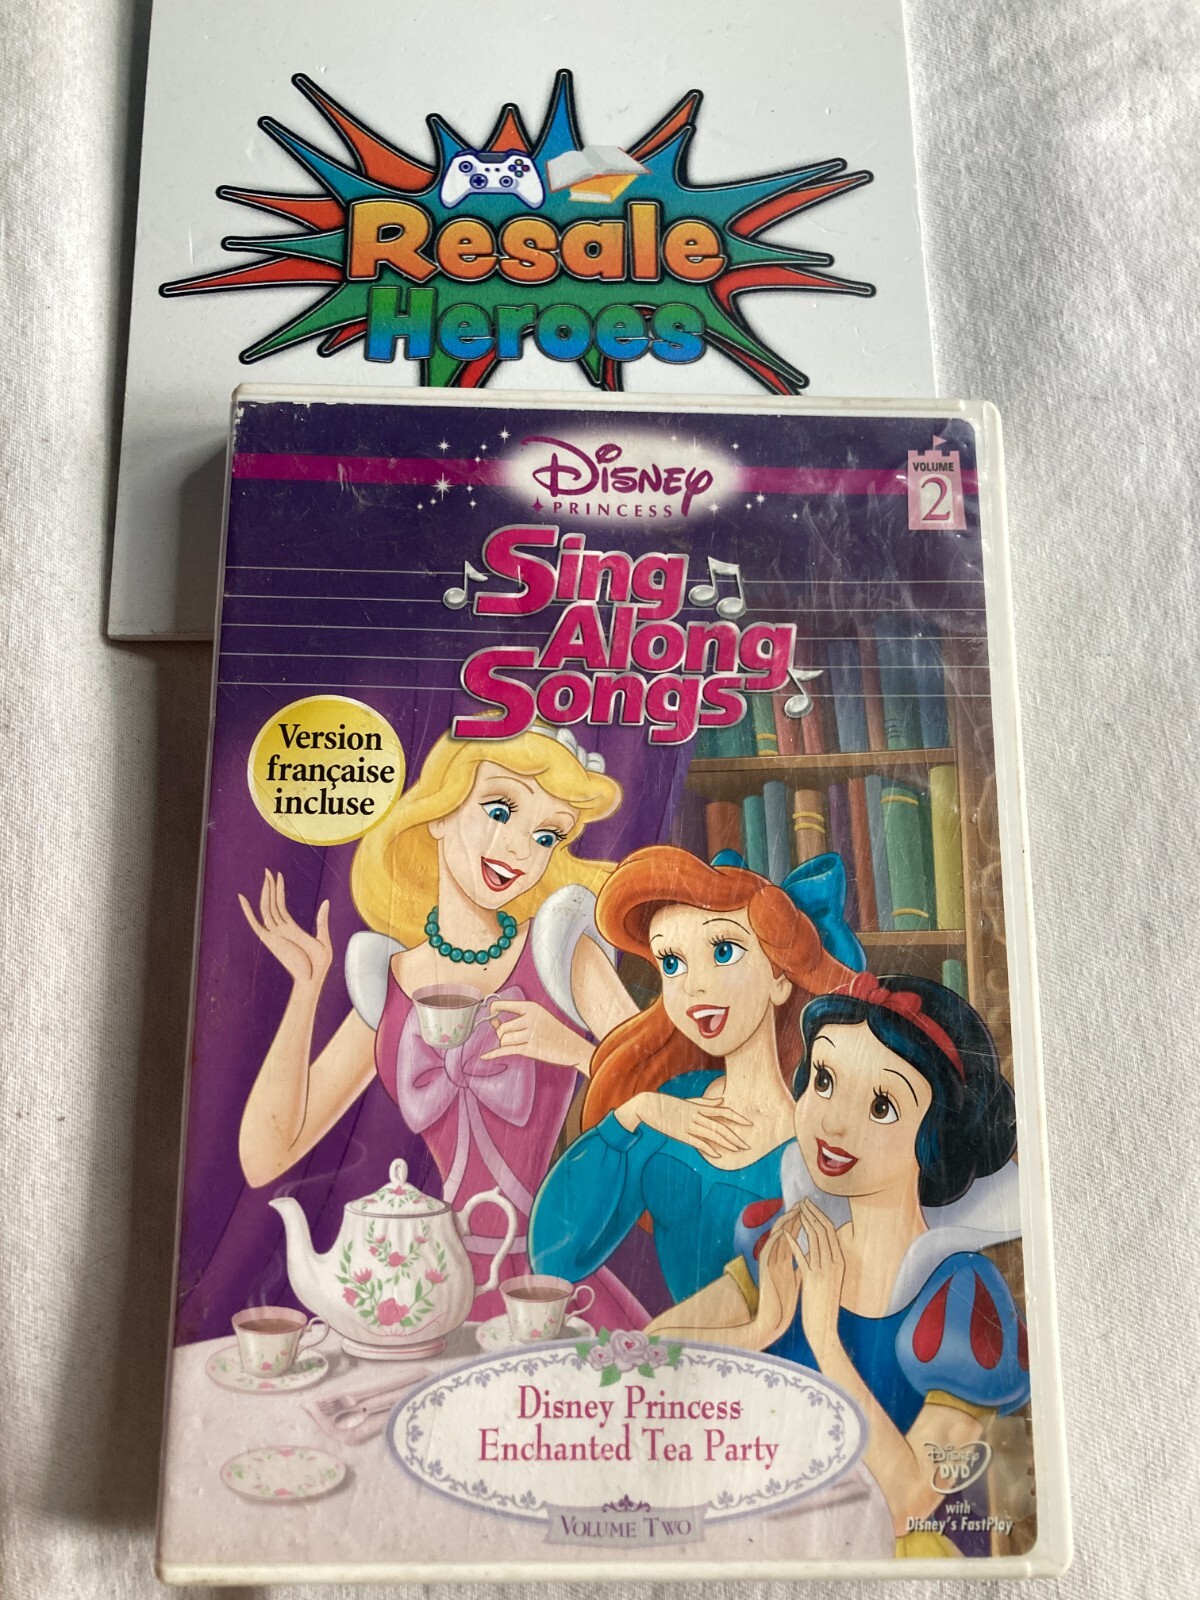 Resale
Heroes
Disney
PRINCESS
VOLUME
2
Sing
Along
Songs
Version
française
incluse
Disney Princess
Enchanted Tea Party
VOLUME TWO
Disney
DVD
with
Disney's FastPlay